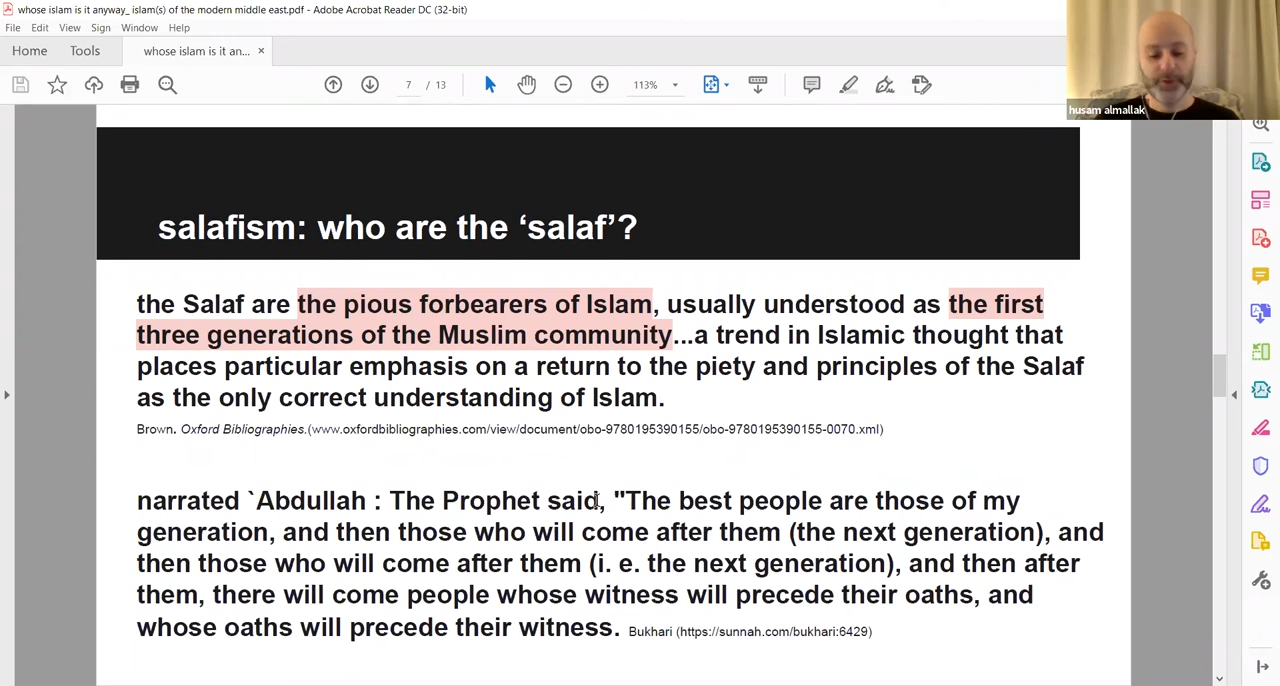 whose islam is it anyway_ islam(s) of the modern middle east.pdf - Adobe Acrobat Reader DC (32-bit)
File Edit View Sign Window Help
Home Tools whose islam is it an... ×
7 / 13 113%
husam almallak
salafism: who are the ‘salaf’?
the Salaf are the pious forbearers of Islam, usually understood as the first
three generations of the Muslim community...a trend in Islamic thought that
places particular emphasis on a return to the piety and principles of the Salaf
as the only correct understanding of Islam.
Brown. Oxford Bibliographies.(www.oxfordbibliographies.com/view/document/obo-9780195390155/obo-9780195390155-0070.xml)
narrated `Abdullah : The Prophet said, "The best people are those of my
generation, and then those who will come after them (the next generation), and
then those who will come after them (i. e. the next generation), and then after
them, there will come people whose witness will precede their oaths, and
whose oaths will precede their witness. Bukhari (https://sunnah.com/bukhari:6429)